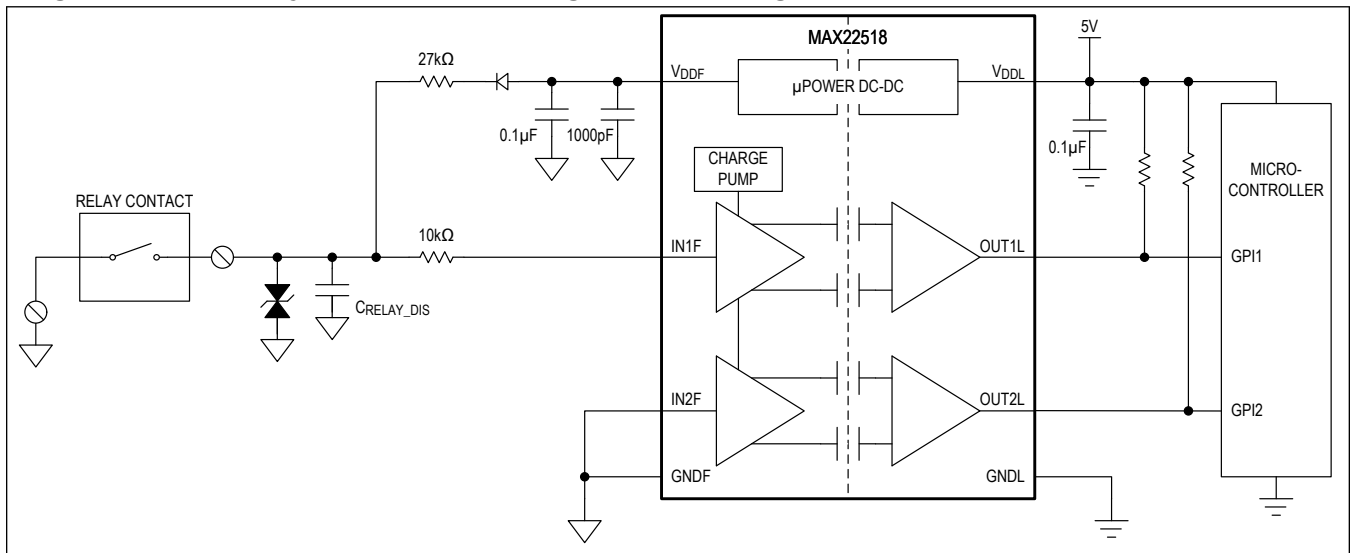 MAX22518
5V
27kΩ
VDDF
µPOWER DC-DC
VDDL
0.1µF
1000pF
0.1µF
CHARGE
PUMP
MICRO-
CONTROLLER
RELAY CONTACT
10kΩ
IN1F
OUT1L
GPI1
CRELAY_DIS
IN2F
OUT2L
GPI2
GNDF
GNDL